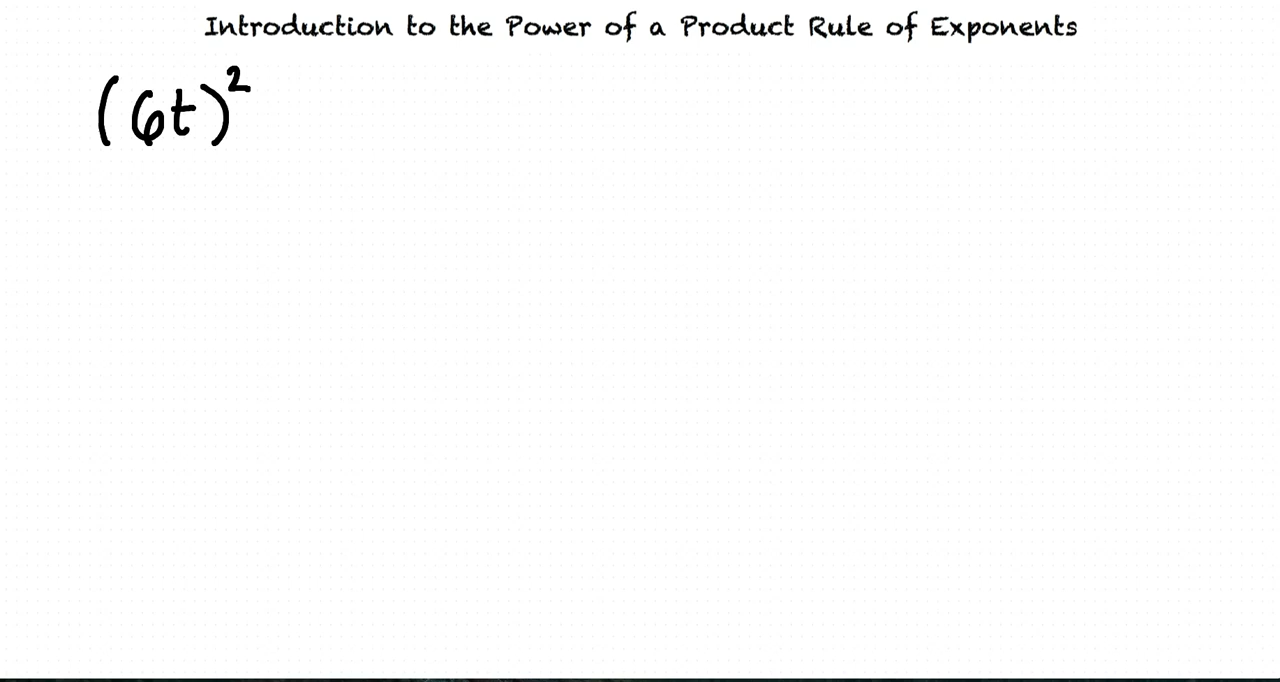 Introduction to the Power of a Product Rule of Exponents
(6t)²